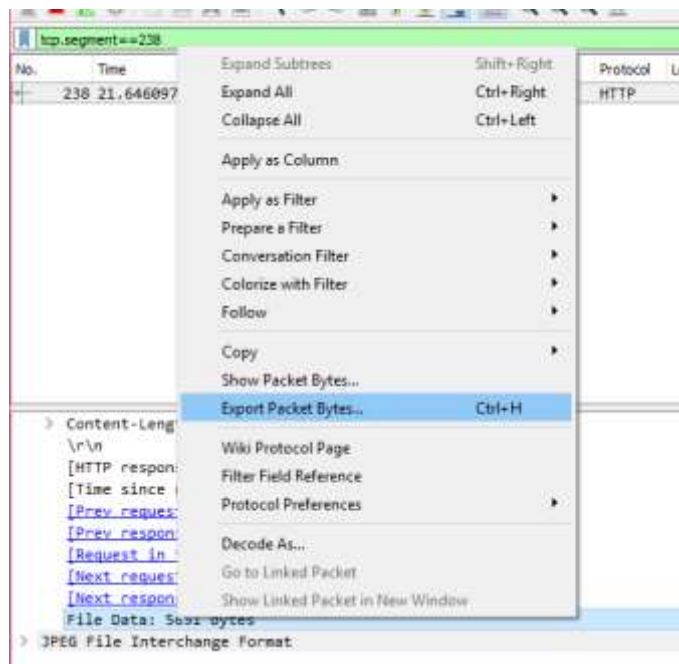 tcp.segment==238
No. Time Protocol L
238 21.646097 HTTP
Expand Subtrees Shift+Right
Expand All Ctrl+Right
Collapse All Ctrl+Left
Apply as Column
Apply as Filter
Prepare a Filter
Conversation Filter
Colorize with Filter
Follow
Copy
Show Packet Bytes...
Export Packet Bytes... Ctrl+H
Wiki Protocol Page
Filter Field Reference
Protocol Preferences
Decode As...
Go to Linked Packet
Show Linked Packet in New Window
Content-Leng
\r\n
[HTTP respon
[Time since
[Prev reques
[Prev respon
[Request in
[Next reques
[Next respon
File Data: 5691 bytes
JPEG File Interchange Format